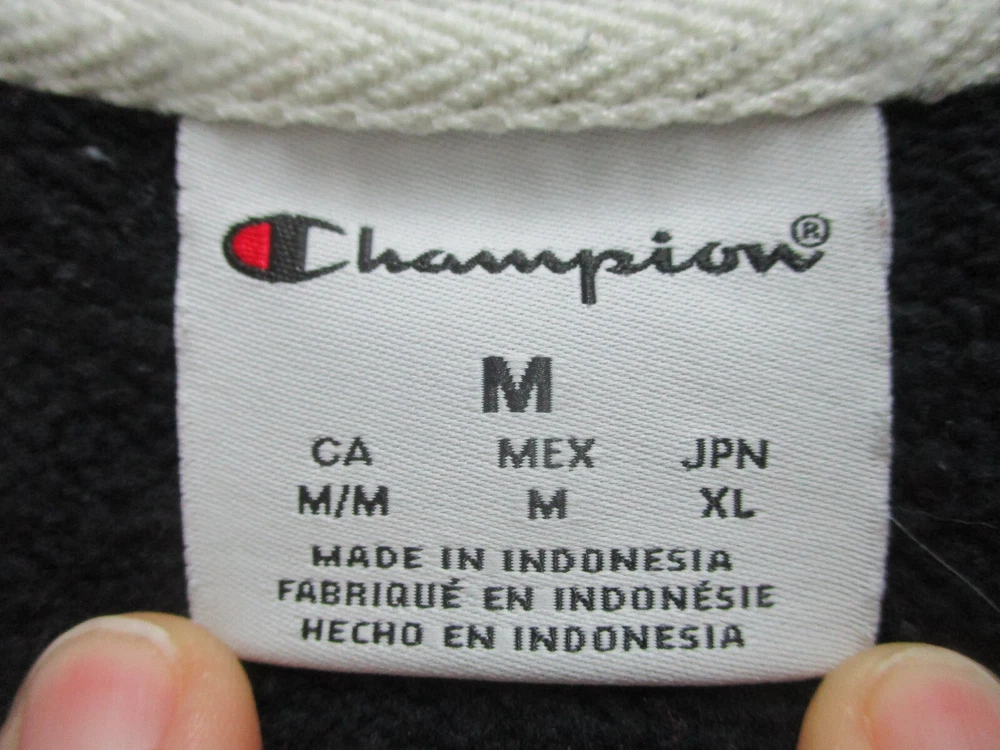 Champion®
M
CA MEX JPN
M/M M XL
MADE IN INDONESIA
FABRIQUÉ EN INDONÉSIE
HECHO EN INDONESIA